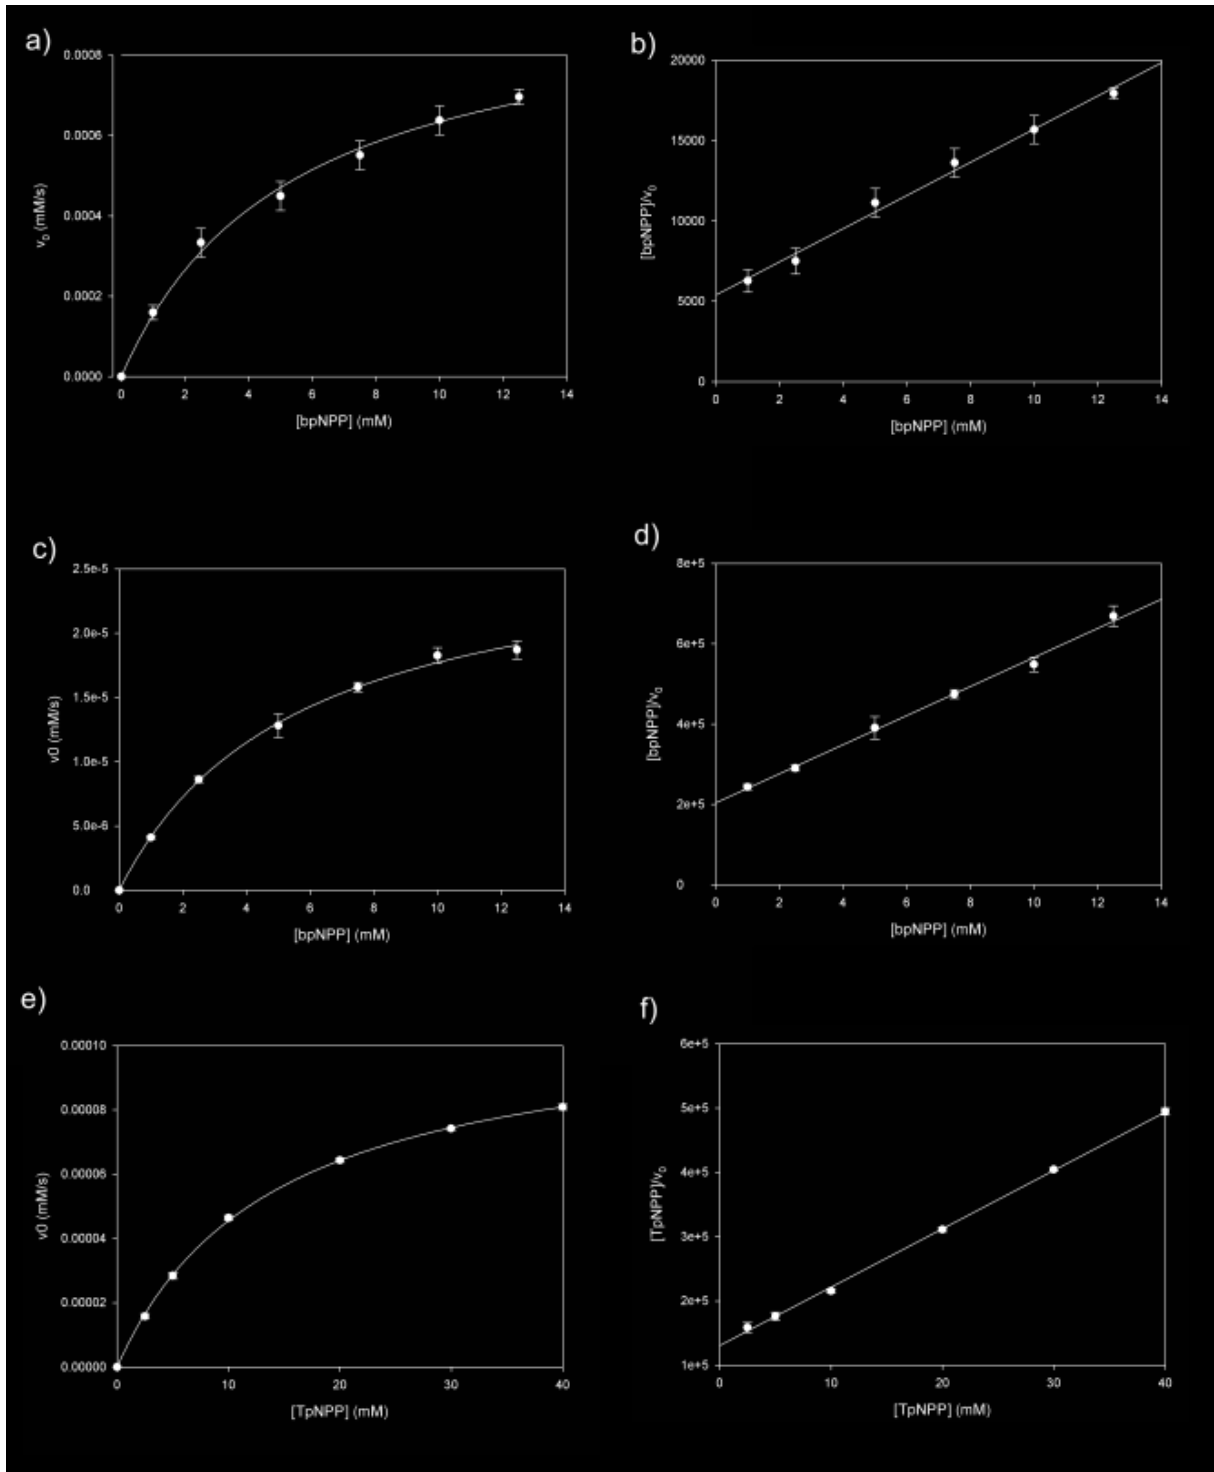 a)
0.0008
0.0006
0.0004
0.0002
0.0000
v₀ (mM/s)
0 2 4 6 8 10 12 14
[bpNPP] (mM)
b)
20000
15000
10000
5000
0
[bpNPP]/v₀
0 2 4 6 8 10 12 14
[bpNPP] (mM)
c)
2.5e-5
2.0e-5
1.5e-5
1.0e-5
5.0e-6
0.0
v0 (mM/s)
0 2 4 6 8 10 12 14
[bpNPP] (mM)
d)
8e+5
6e+5
4e+5
2e+5
0
[bpNPP]/v₀
0 2 4 6 8 10 12 14
[bpNPP] (mM)
e)
0.00010
0.00008
0.00006
0.00004
0.00002
0.00000
v0 (mM/s)
0 10 20 30 40
[TpNPP] (mM)
f)
6e+5
5e+5
4e+5
3e+5
2e+5
1e+5
[TpNPP]/v₀
0 10 20 30 40
[TpNPP] (mM)